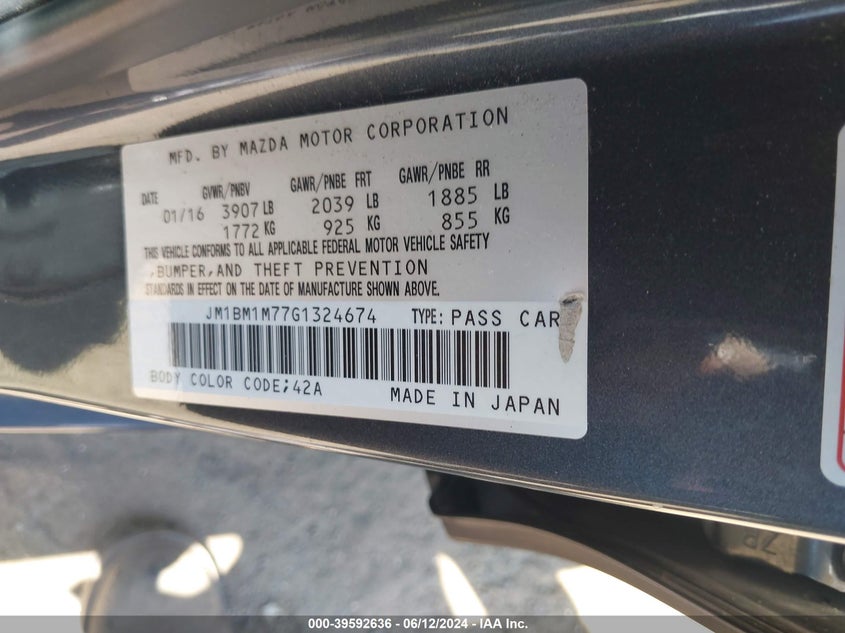 MFD. BY MAZDA MOTOR CORPORATION
DATE GVWR/PNBV GAWR/PNBE FRT GAWR/PNBE RR
01/16 3907 LB 2039 LB 1885 LB
1772 KG 925 KG 855 KG
THIS VEHICLE CONFORMS TO ALL APPLICABLE FEDERAL MOTOR VEHICLE SAFETY
,BUMPER,AND THEFT PREVENTION
STANDARDS IN EFFECT ON THE DATE OF MANUFACTURE SHOWN ABOVE.
JM1BM1M77G1324674 TYPE: PASS CAR
BODY COLOR CODE;42A MADE IN JAPAN
000-39592636 - 06/12/2024 - IAA Inc.